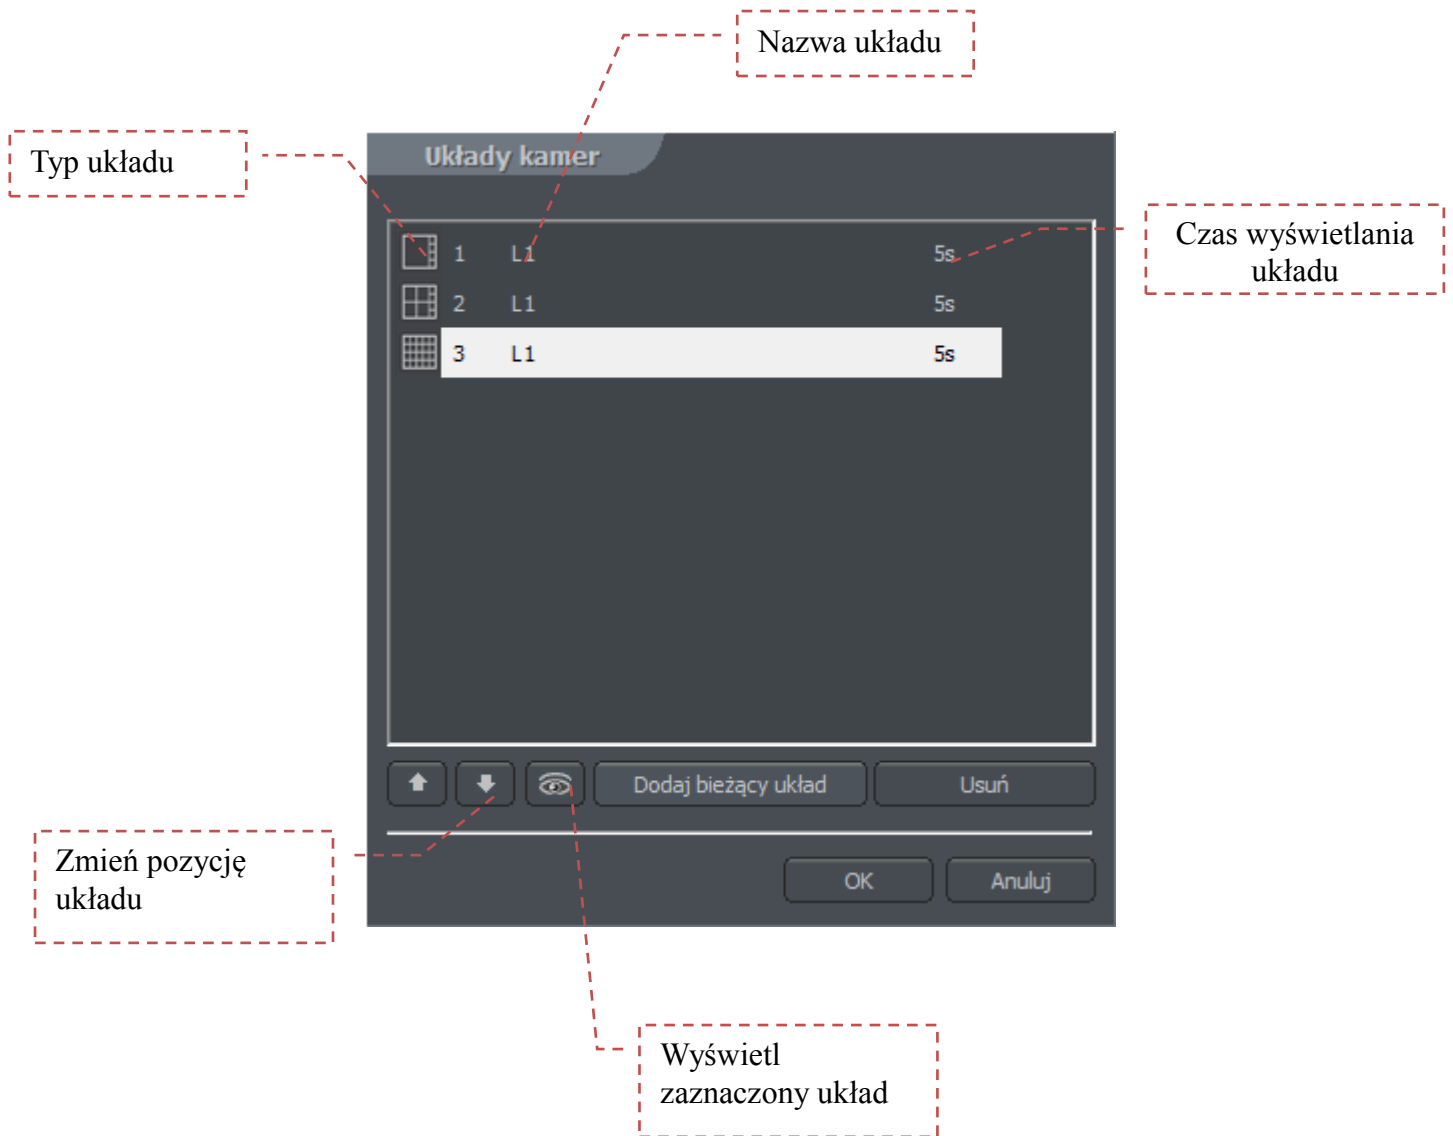 Nazwa układu
Typ układu
Układy kamer
Czas wyświetlania
układu
1 L1 5s
2 L1 5s
3 L1 5s
Dodaj bieżący układ
Usuń
Zmień pozycję
układu
OK
Anuluj
Wyświetl
zaznaczony układ